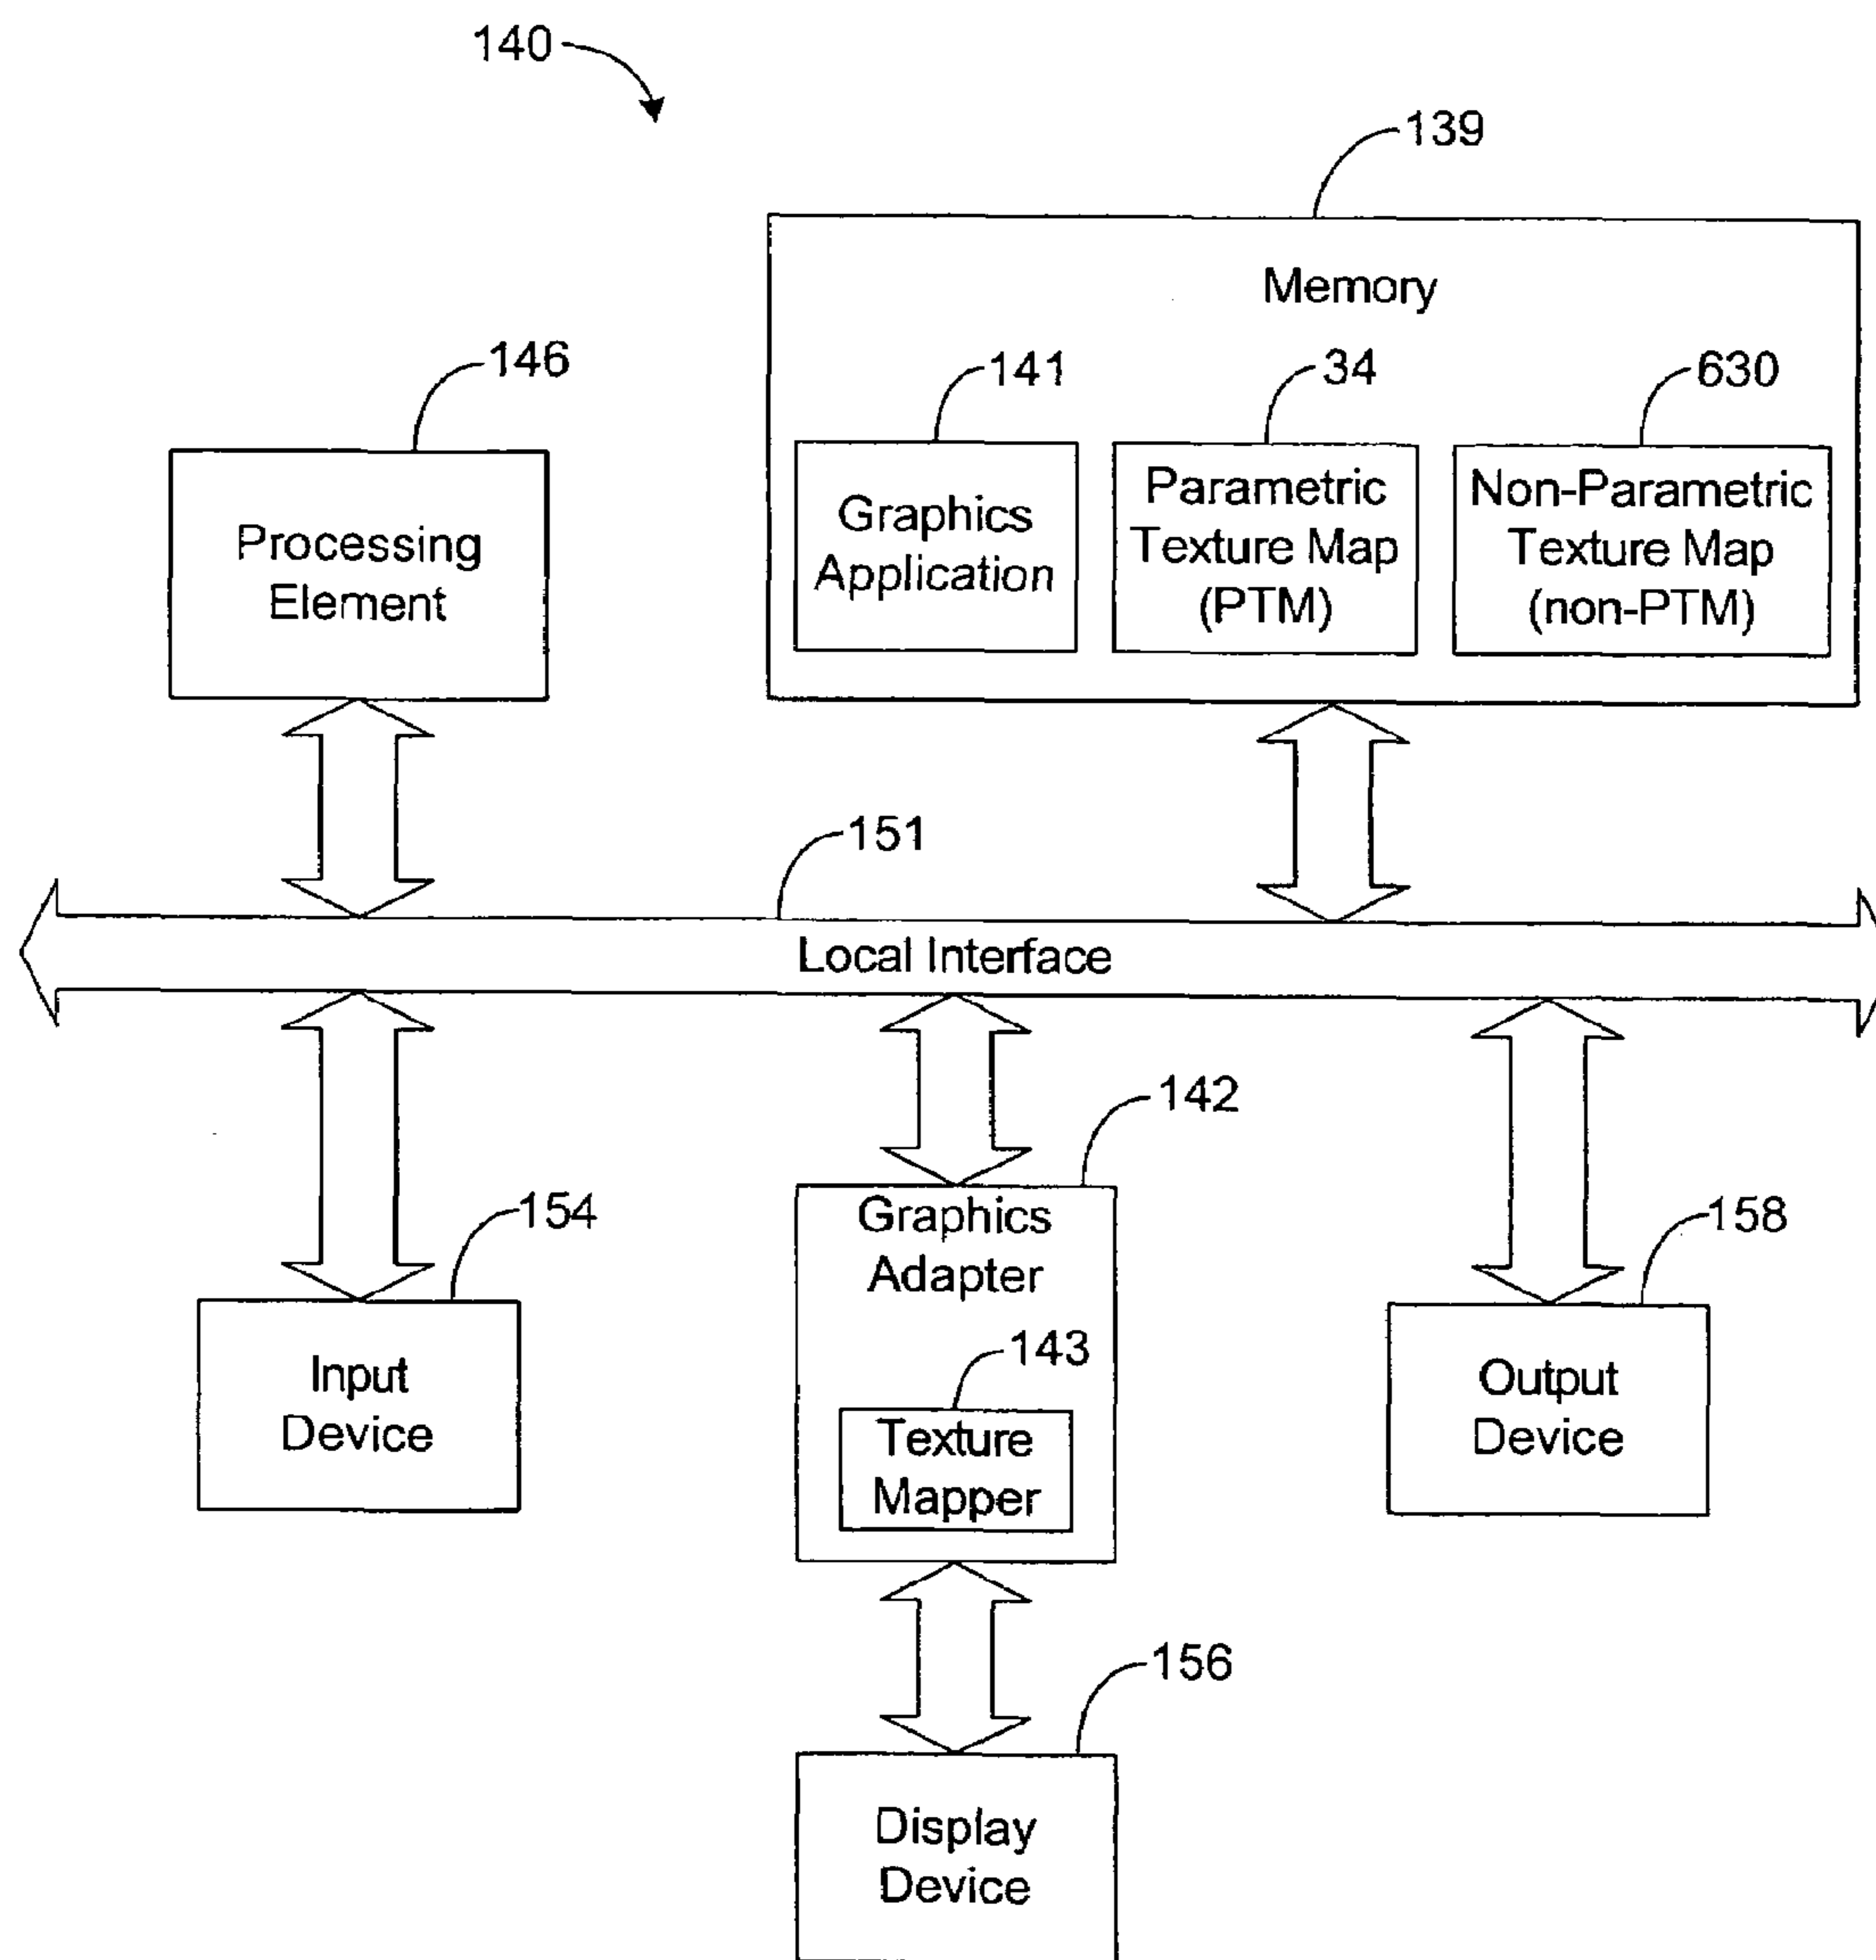 140
139
Memory
146
141
34
630
Processing
Element
Graphics
Application
Parametric
Texture Map
(PTM)
Non-Parametric
Texture Map
(non-PTM)
151
Local Interface
142
154
Graphics
Adapter
158
143
Input
Device
Texture
Mapper
Output
Device
156
Display
Device